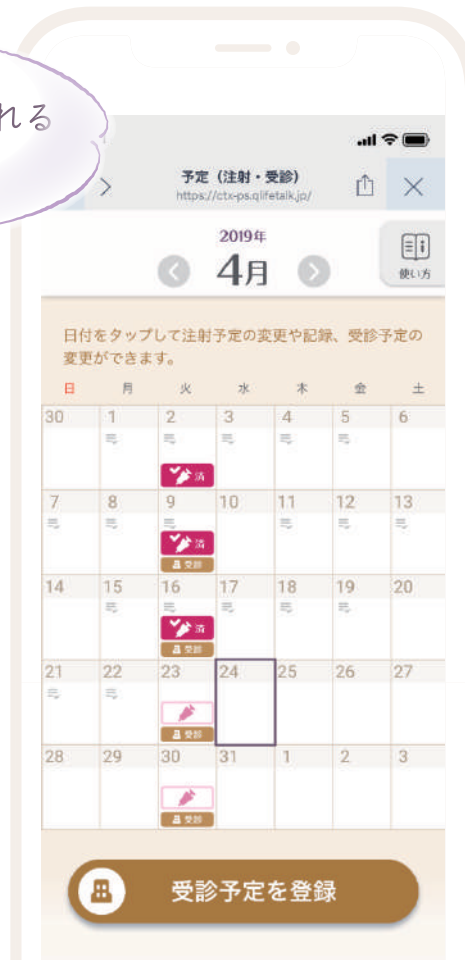 れる
予定（注射・受診）
https://ctx-ps.qlifetalk.jp/
2019年
4月
使い方
日付をタップして注射予定の変更や記録、受診予定の
変更ができます。
日 月 火 水 木 金 土
30 1 2 3 4 5 6
済
7 8 9 10 11 12 13
済
受診
14 15 16 17 18 19 20
済
受診
21 22 23 24 25 26 27
受診
28 29 30 31 1 2 3
受診
受診予定を登録